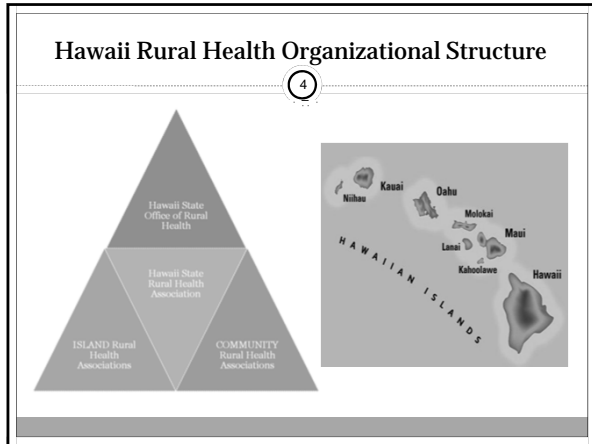 Hawaii Rural Health Organizational Structure
4
Hawaii State
Office of Rural
Health
Hawaii State
Rural Health
Association
ISLAND Rural
Health
Associations
COMMUNITY
Rural Health
Associations
Niihau
Kauai
Oahu
Molokai
Lanai
Maui
Kahoolawe
Hawaii
HAWAIIAN ISLANDS